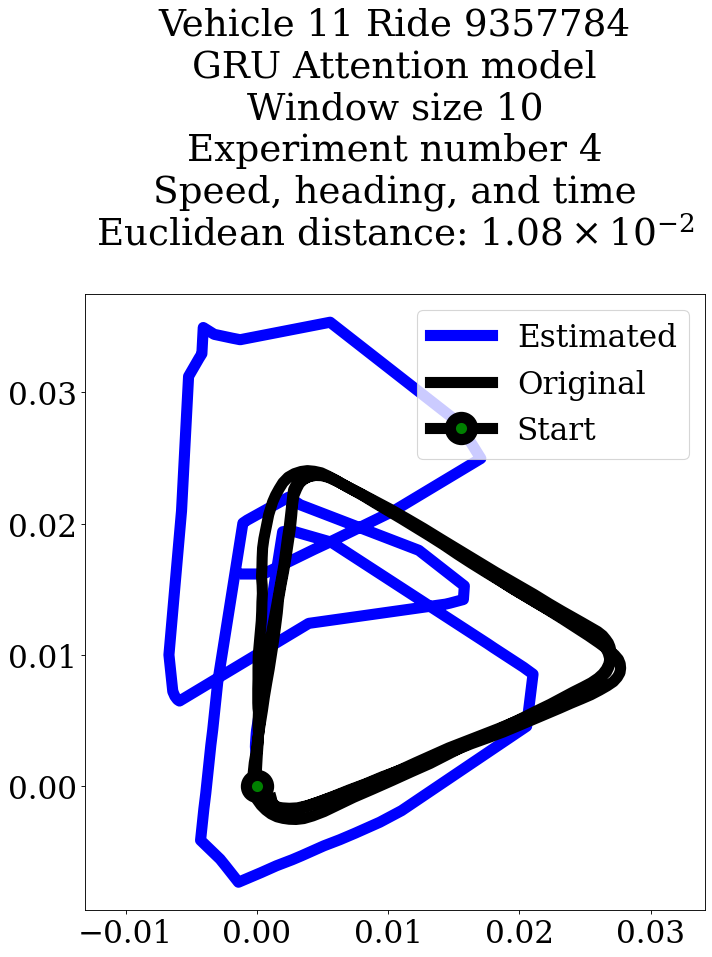 Vehicle 11 Ride 9357784
GRU Attention model
Window size 10
Experiment number 4
Speed, heading, and time
Euclidean distance: 1.08 × 10⁻²
Estimated
Original
Start
0.03
0.02
0.01
0.00
−0.01 0.00 0.01 0.02 0.03